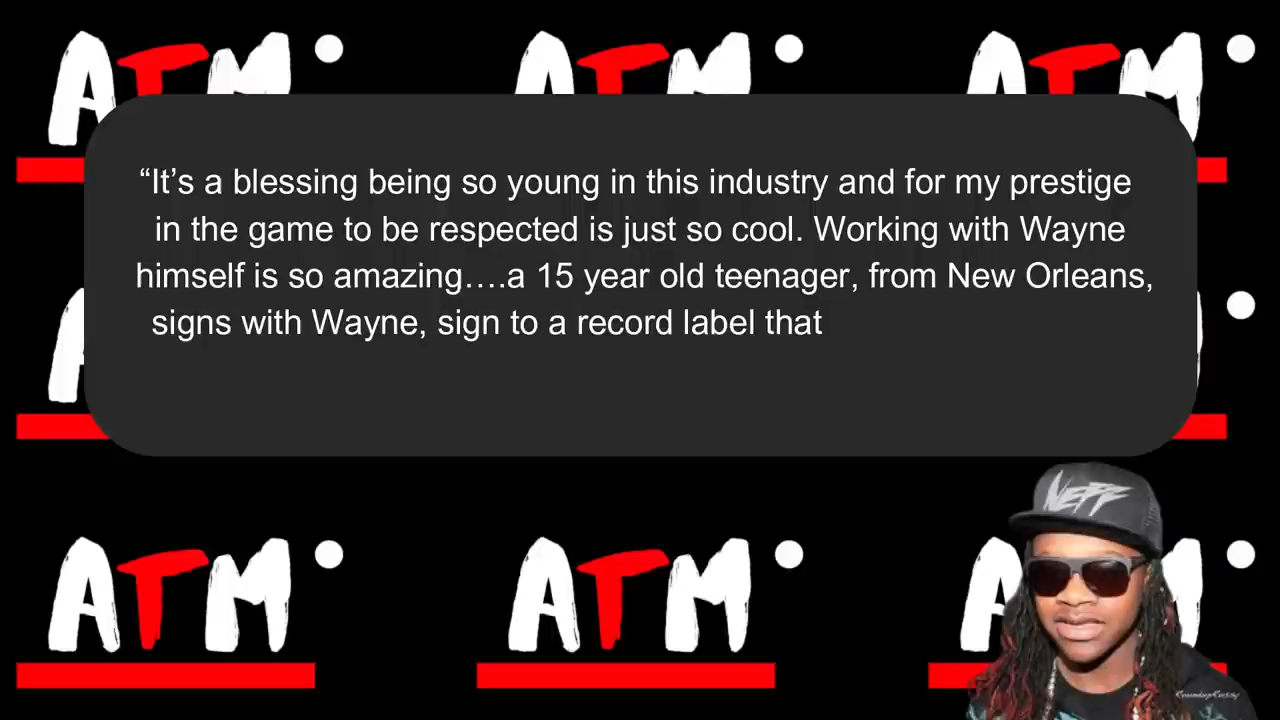 ATM
ATM
ATM
“It’s a blessing being so young in this industry and for my prestige
in the game to be respected is just so cool. Working with Wayne
himself is so amazing….a 15 year old teenager, from New Orleans,
signs with Wayne, sign to a record label that
NEFF
ATM
ATM